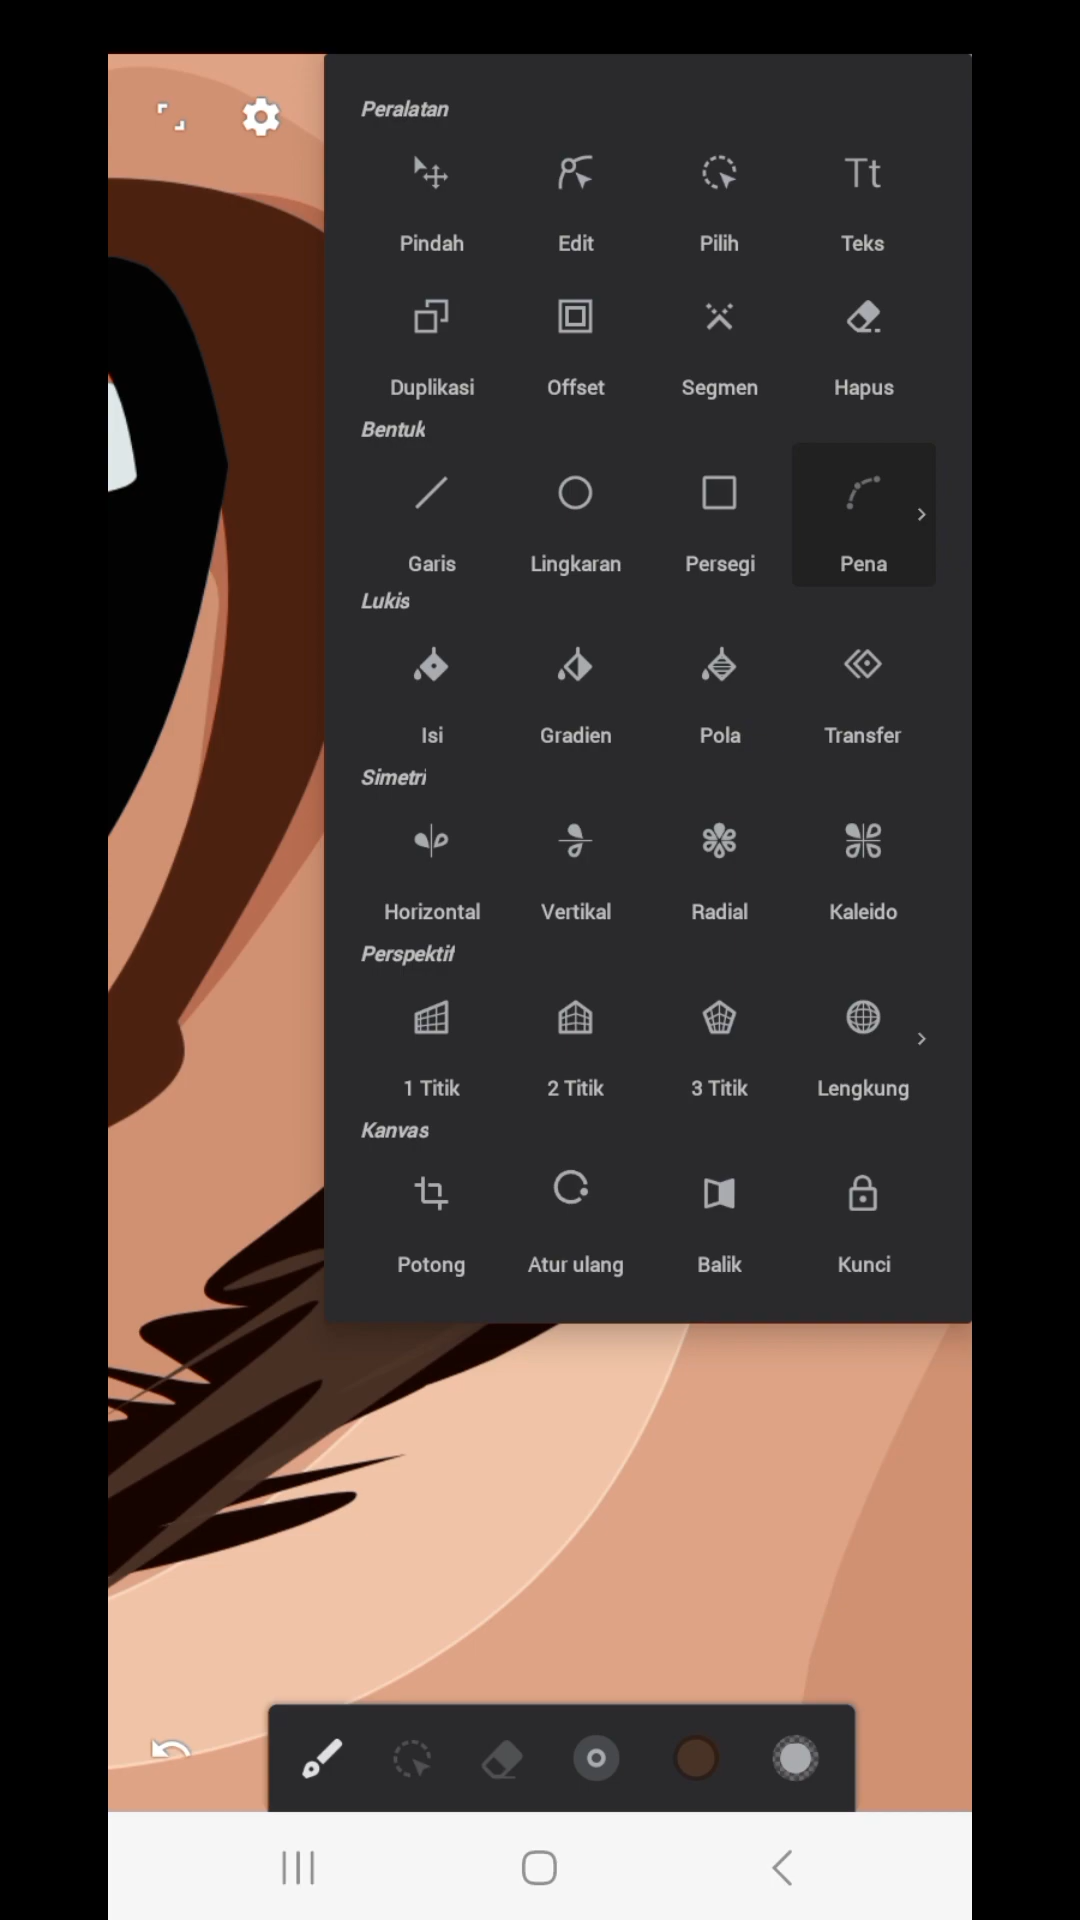 Peralatan
Pindah Edit Pilih Tt Teks
Duplikasi Offset Segmen Hapus
Bentuk
Garis Lingkaran Persegi Pena
Lukis
Isi Gradien Pola Transfer
Simetri
Horizontal Vertikal Radial Kaleido
Perspektif
1 Titik 2 Titik 3 Titik Lengkung
Kanvas
Potong Atur ulang Balik Kunci